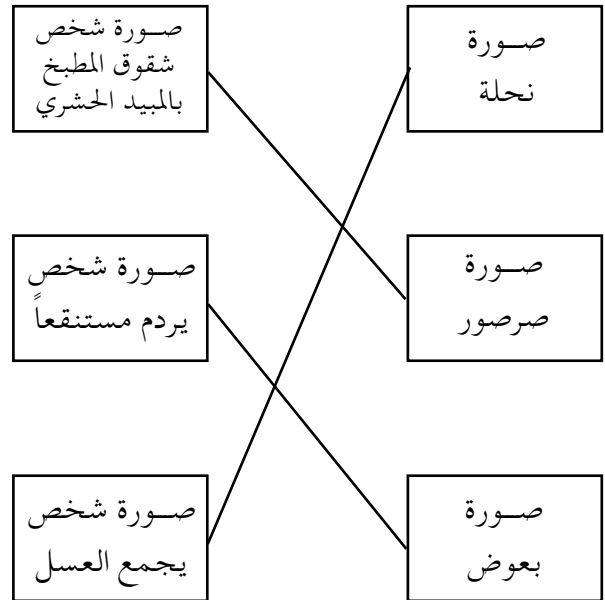 صورة
نحلة
صورة شخص
شقوق المطبخ
بالمبيد الحشري
صورة
صرصور
صورة شخص
يردم مستنقعاً
صورة
بعوض
صورة شخص
يجمع العسل